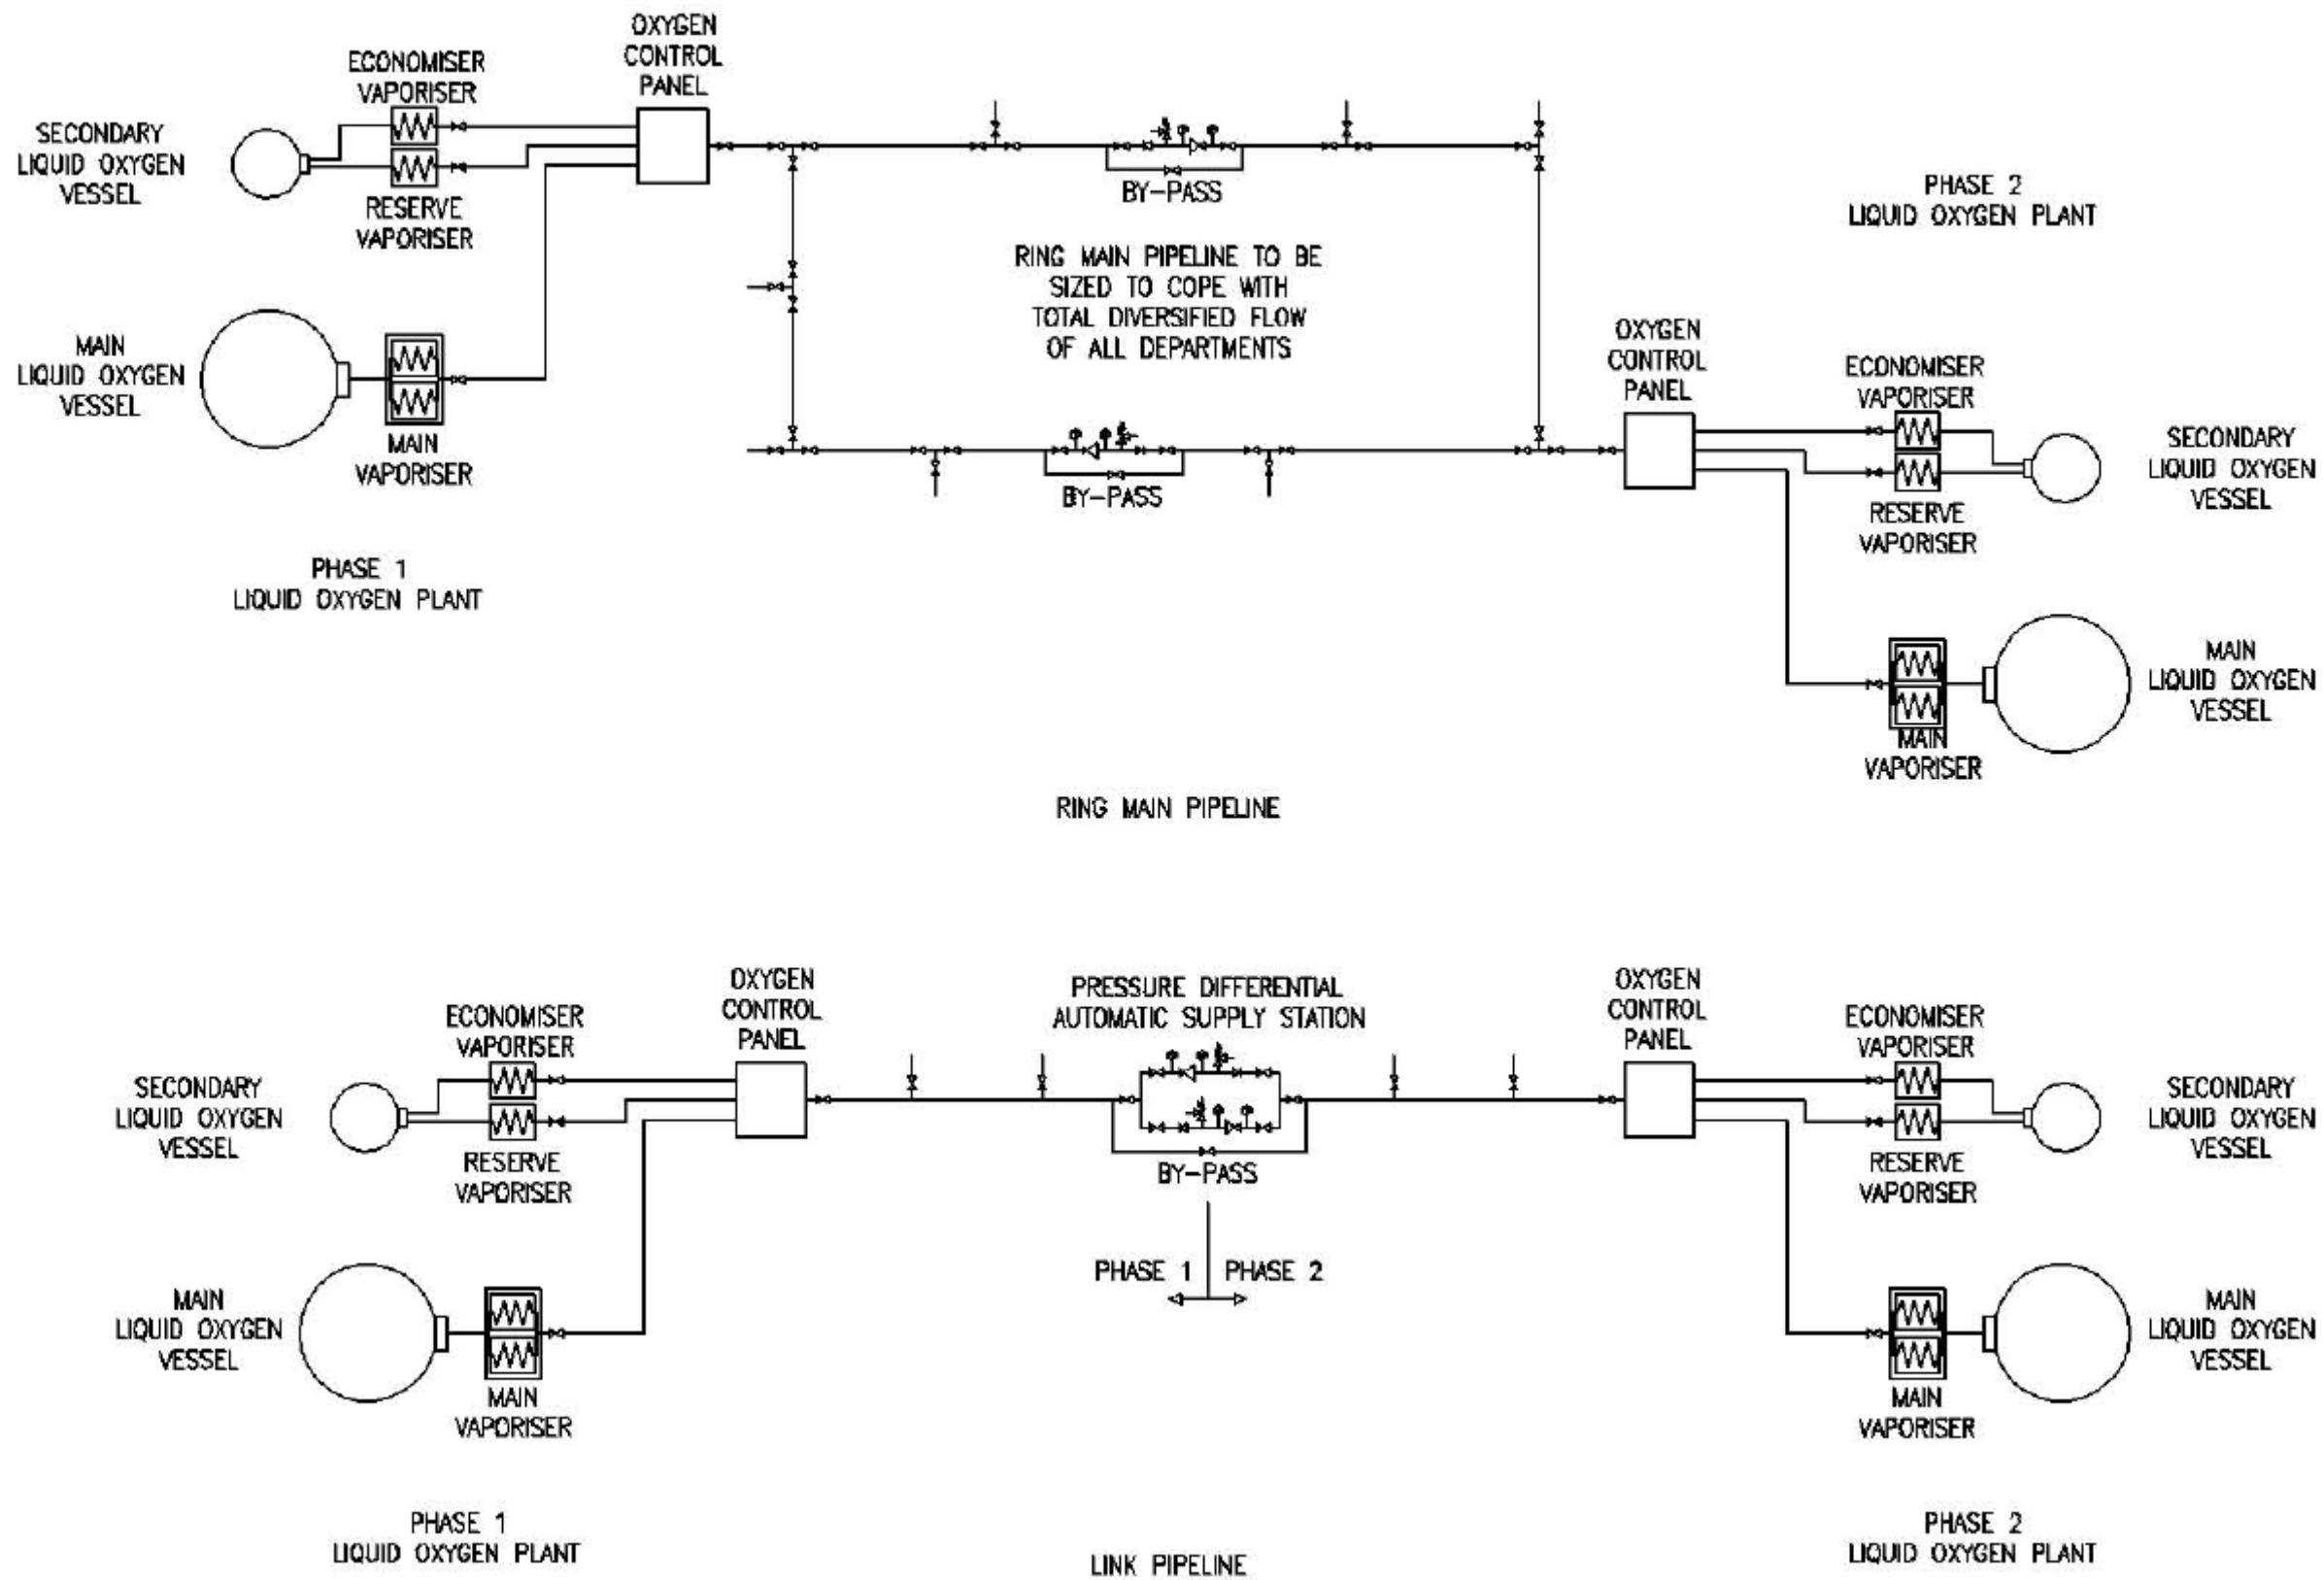 OXYGEN
CONTROL
PANEL
ECONOMISER
VAPORISER
SECONDARY
LIQUID OXYGEN
VESSEL
RESERVE
VAPORISER
BY-PASS
PHASE 2
LIQUID OXYGEN PLANT
RING MAIN PIPELINE TO BE
SIZED TO COPE WITH
TOTAL DIVERSIFIED FLOW
OF ALL DEPARTMENTS
MAIN
LIQUID OXYGEN
VESSEL
MAIN
VAPORISER
OXYGEN
CONTROL
PANEL
ECONOMISER
VAPORISER
SECONDARY
LIQUID OXYGEN
VESSEL
BY-PASS
RESERVE
VAPORISER
PHASE 1
LIQUID OXYGEN PLANT
MAIN
LIQUID OXYGEN
VESSEL
MAIN
VAPORISER
RING MAIN PIPELINE
OXYGEN
CONTROL
PANEL
PRESSURE DIFFERENTIAL
AUTOMATIC SUPPLY STATION
OXYGEN
CONTROL
PANEL
ECONOMISER
VAPORISER
ECONOMISER
VAPORISER
SECONDARY
LIQUID OXYGEN
VESSEL
SECONDARY
LIQUID OXYGEN
VESSEL
RESERVE
VAPORISER
BY-PASS
RESERVE
VAPORISER
PHASE 1
PHASE 2
MAIN
LIQUID OXYGEN
VESSEL
MAIN
LIQUID OXYGEN
VESSEL
MAIN
VAPORISER
MAIN
VAPORISER
PHASE 1
LIQUID OXYGEN PLANT
PHASE 2
LIQUID OXYGEN PLANT
LINK PIPELINE